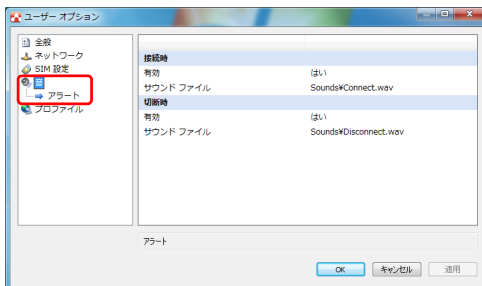 ユーザー オプション
全般
ネットワーク
SIM 設定
音
アラート
プロファイル
接続時
有効 はい
サウンド ファイル Sounds¥Connect.wav
切断時
有効 はい
サウンド ファイル Sounds¥Disconnect.wav
アラート
OK キャンセル 適用